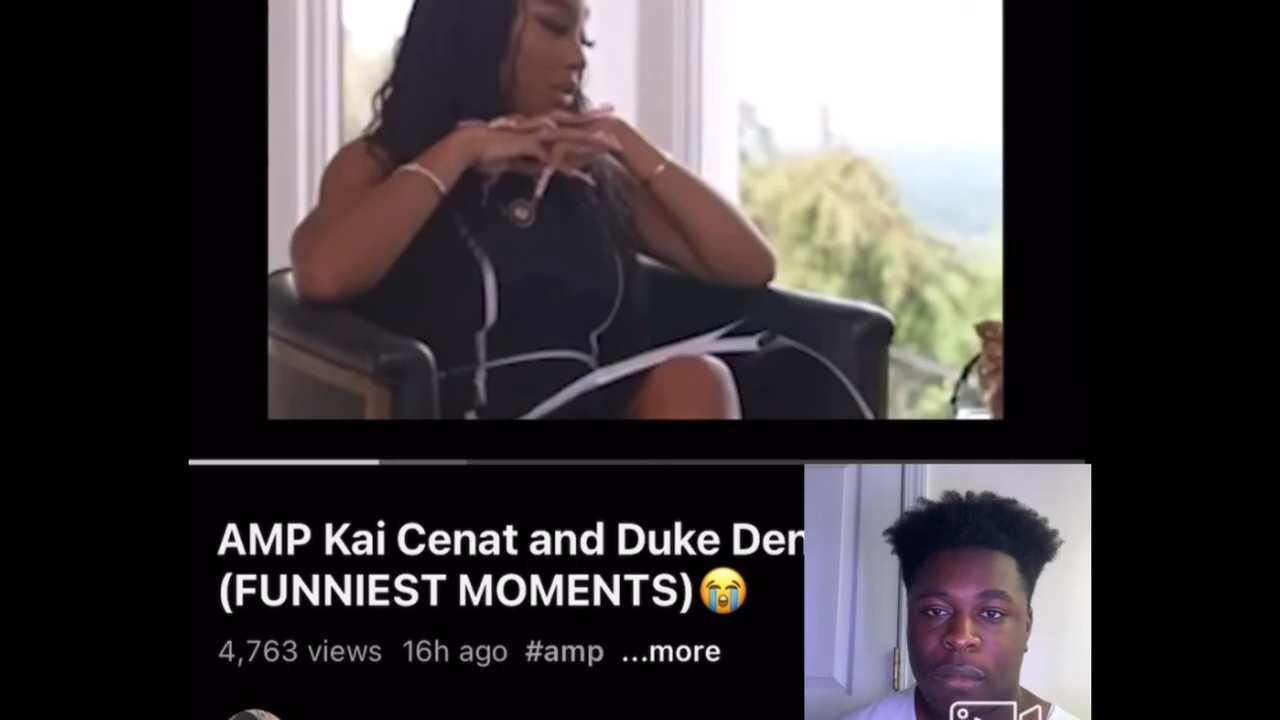 AMP Kai Cenat and Duke Den
(FUNNIEST MOMENTS)😭
4,763 views 16h ago #amp ...more